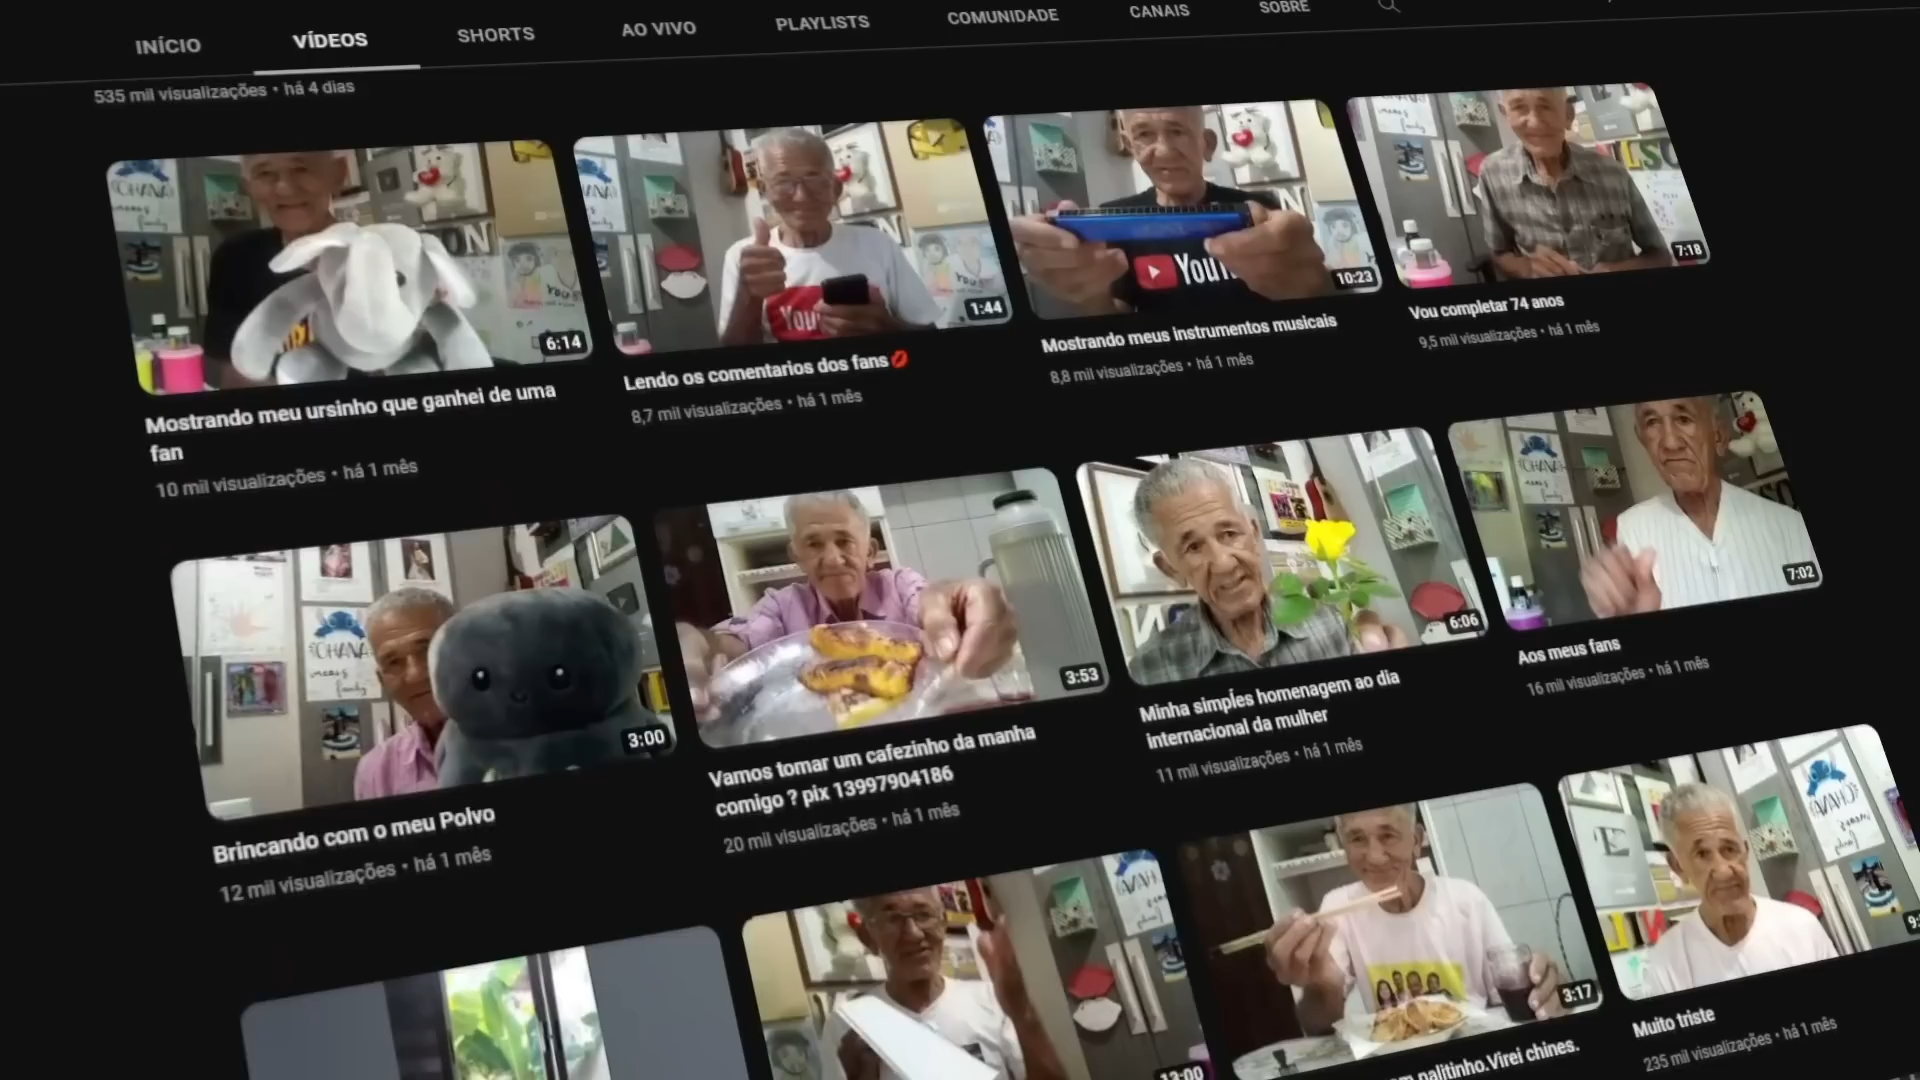 INÍCIO
VÍDEOS
SHORTS
AO VIVO
PLAYLISTS
COMUNIDADE
CANAIS
SOBRE
535 mil visualizações • há 4 dias
6:14
1:44
10:23
7:18
Mostrando meu ursinho que ganhei de uma
fan
10 mil visualizações • há 1 mês
Lendo os comentarios dos fans💋
8,7 mil visualizações • há 1 mês
Mostrando meus instrumentos musicais
8,8 mil visualizações • há 1 mês
Vou completar 74 anos
9,5 mil visualizações • há 1 mês
OHANA
3:00
3:53
6:06
7:02
Brincando com o meu Polvo
12 mil visualizações • há 1 mês
Vamos tomar um cafezinho da manha
comigo ? pix 13997904186
20 mil visualizações • há 1 mês
Minha simples homenagem ao dia
internacional da mulher
11 mil visualizações • há 1 mês
Aos meus fans
16 mil visualizações • há 1 mês
13:00
3:17
palitinho.Virei chines.
Muito triste
235 mil visualizações • há 1 mês